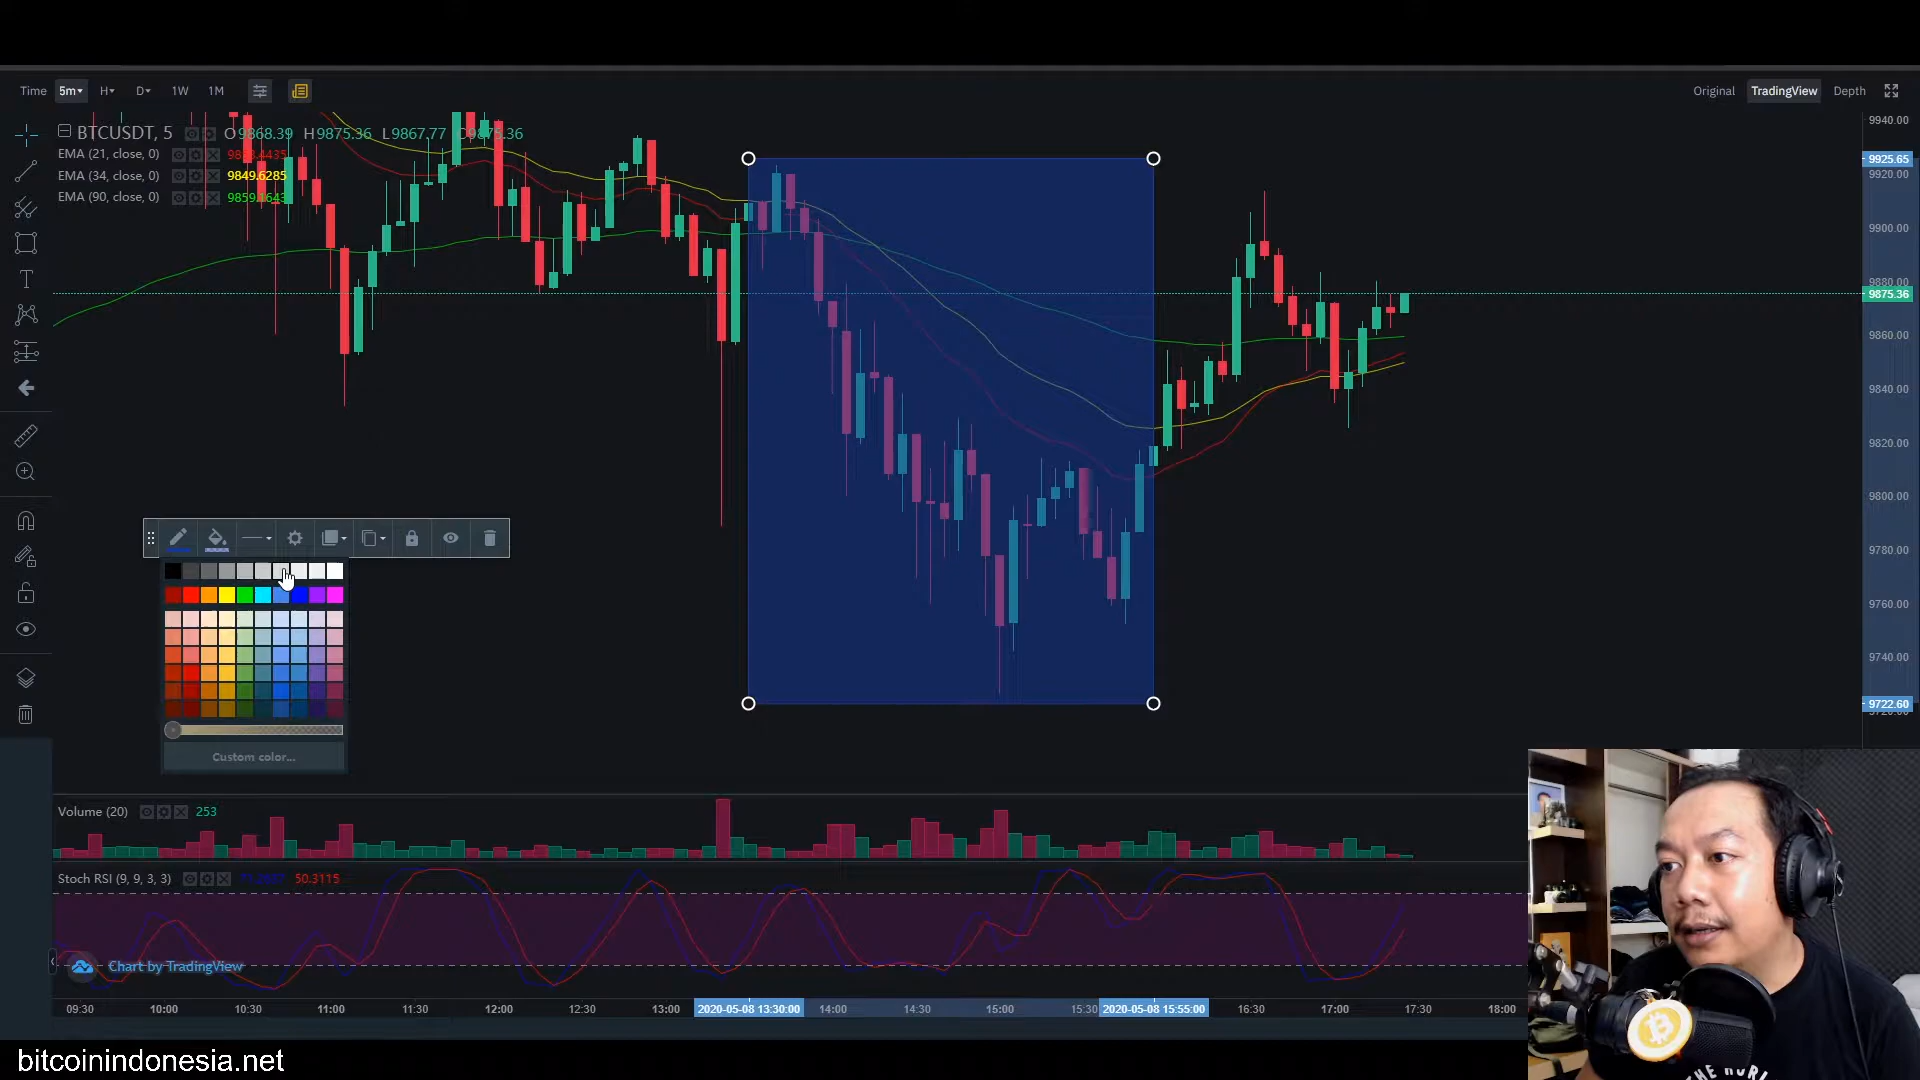 Time 5m H D 1W 1M Original TradingView Depth
BTCUSDT, 5 O9868.39 H9875.36 L9867.77 C9875.36
EMA (21, close, 0)
EMA (34, close, 0) 9849.6285
EMA (90, close, 0) 9859.1643
9940.00
9925.65
9920.00
9900.00
9880.00
9875.36
9860.00
9840.00
9820.00
9800.00
9780.00
9760.00
9740.00
9722.60
Custom color...
Volume (20) 253
Stoch RSI (9, 9, 3, 3) 50.3115
Chart by TradingView
09:30 10:00 10:30 11:00 11:30 12:00 12:30 13:00 2020-05-08 13:30:00 14:00 14:30 15:00 15:30 2020-05-08 15:55:00 16:30 17:00 17:30 18:00
bitcoinindonesia.net